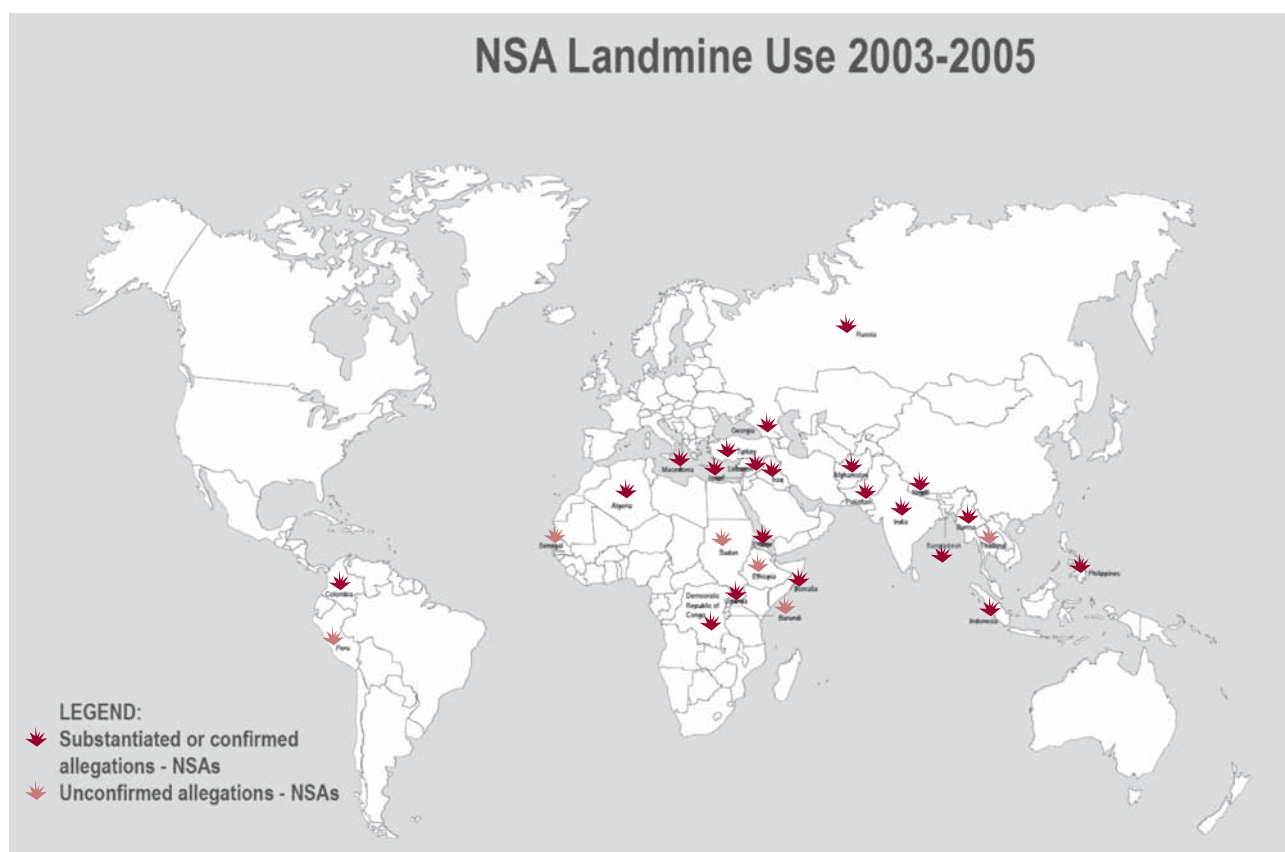 NSA Landmine Use 2003-2005
Russia
Georgia
Turkey
Macedonia
Israel
Lebanon
Iraq
Afghanistan
Algeria
Pakistan
Nepal
India
Burma
Senegal
Sudan
Bangladesh
Thailand
Ethiopia
Philippines
Colombia
Somalia
Democratic
Republic of
Congo
Uganda
Burundi
Indonesia
Peru
LEGEND:
Substantiated or confirmed
allegations - NSAs
Unconfirmed allegations - NSAs